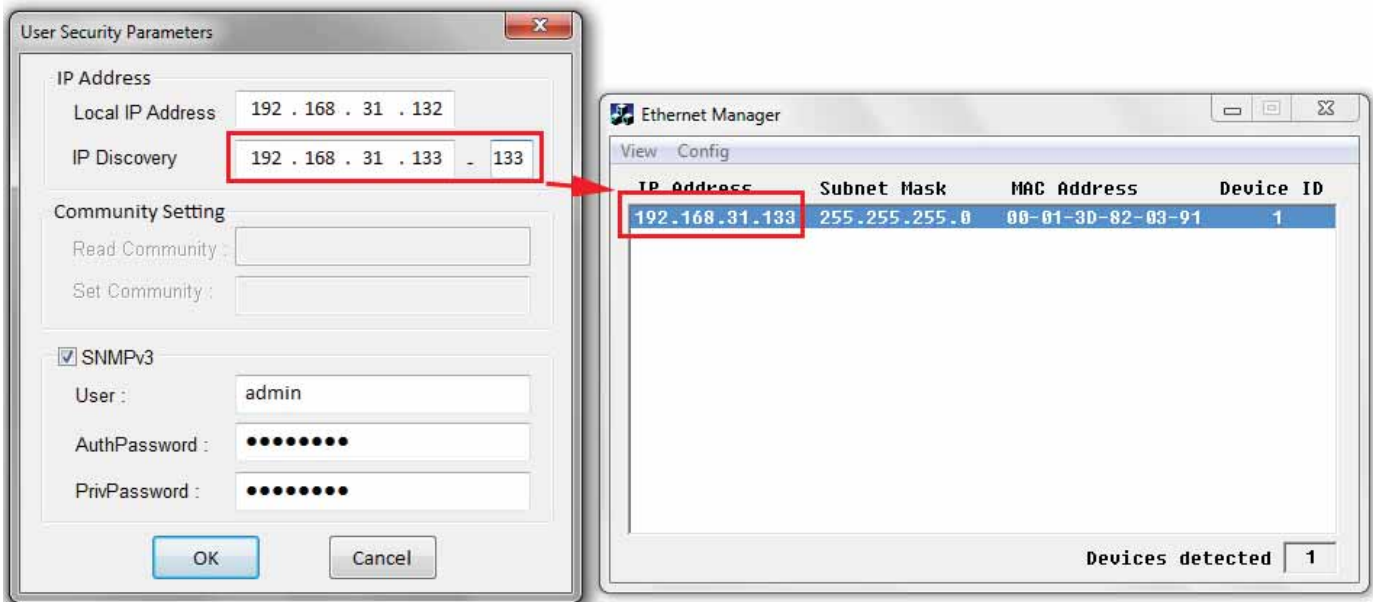 User Security Parameters
IP Address
Local IP Address 192 . 168 . 31 . 132
IP Discovery 192 . 168 . 31 . 133 - 133
Community Setting
Read Community :
Set Community :
SNMPv3
User : admin
AuthPassword : ●●●●●●●●
PrivPassword : ●●●●●●●●
OK Cancel
Ethernet Manager
View Config
IP Address Subnet Mask MAC Address Device ID
192.168.31.133 255.255.255.0 00-01-3D-82-03-91 1
Devices detected 1